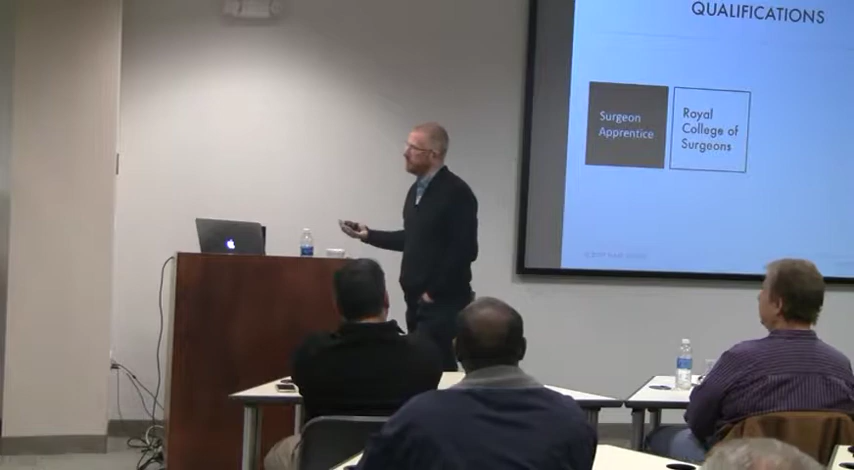 QUALIFICATIONS
Surgeon
Apprentice
Royal
College of
Surgeons